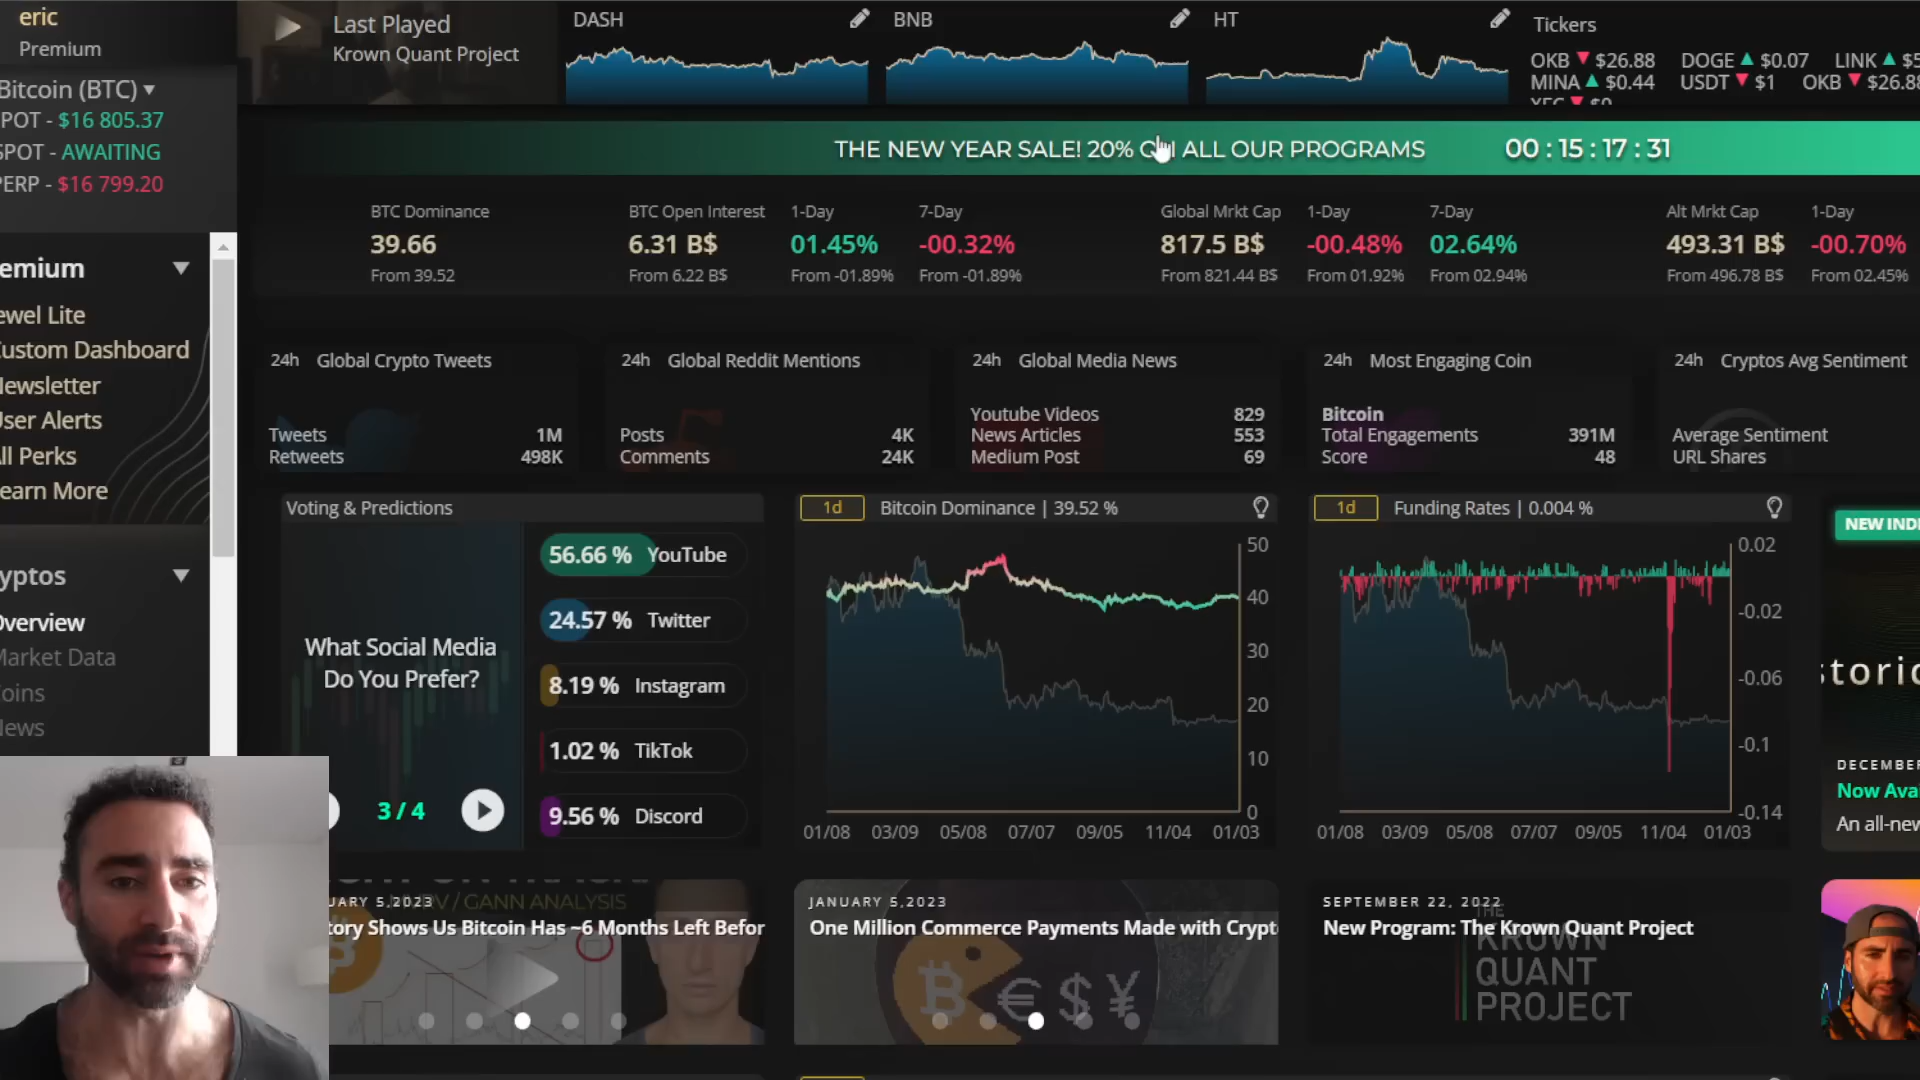 eric
Premium
Bitcoin (BTC)
POT - $16 805.37
SPOT - AWAITING
PERP - $16 799.20
emium
ewel Lite
ustom Dashboard
Newsletter
User Alerts
ll Perks
earn More
yptos
Overview
Market Data
oins
News
Last Played
Krown Quant Project
DASH
BNB
HT
Tickers
OKB $26.88 DOGE $0.07 LINK $5
MINA $0.44 USDT $1 OKB $26.88
THE NEW YEAR SALE! 20% ALL OUR PROGRAMS 00 : 15 : 17 : 31
BTC Dominance
39.66
From 39.52
BTC Open Interest 1-Day 7-Day
6.31 B$ 01.45% -00.32%
From 6.22 B$ From -01.89% From -01.89%
Global Mrkt Cap 1-Day 7-Day
817.5 B$ -00.48% 02.64%
From 821.44 B$ From 01.92% From 02.94%
Alt Mrkt Cap 1-Day
493.31 B$ -00.70%
From 496.78 B$ From 02.45%
24h Global Crypto Tweets
Tweets 1M
Retweets 498K
24h Global Reddit Mentions
Posts 4K
Comments 24K
24h Global Media News
Youtube Videos 829
News Articles 553
Medium Post 69
24h Most Engaging Coin
Bitcoin
Total Engagements 391M
Score 48
24h Cryptos Avg Sentiment
Average Sentiment
URL Shares
Voting & Predictions
What Social Media
Do You Prefer?
3 / 4
56.66 % YouTube
24.57 % Twitter
8.19 % Instagram
1.02 % TikTok
9.56 % Discord
1d Bitcoin Dominance | 39.52 %
50
40
30
20
10
0
01/08 03/09 05/08 07/07 09/05 11/04 01/03
1d Funding Rates | 0.004 %
0.02
-0.02
-0.06
-0.1
-0.14
01/08 03/09 05/08 07/07 09/05 11/04 01/03
NEW INDI
storic
DECEMBER
Now Ava
An all-new
UARY 5,2023
/ GANN ANALYSIS
tory Shows Us Bitcoin Has ~6 Months Left Befor
JANUARY 5,2023
One Million Commerce Payments Made with Crypt
SEPTEMBER 22, 2022
New Program: The Krown Quant Project
THE
KROWN
QUANT
PROJECT